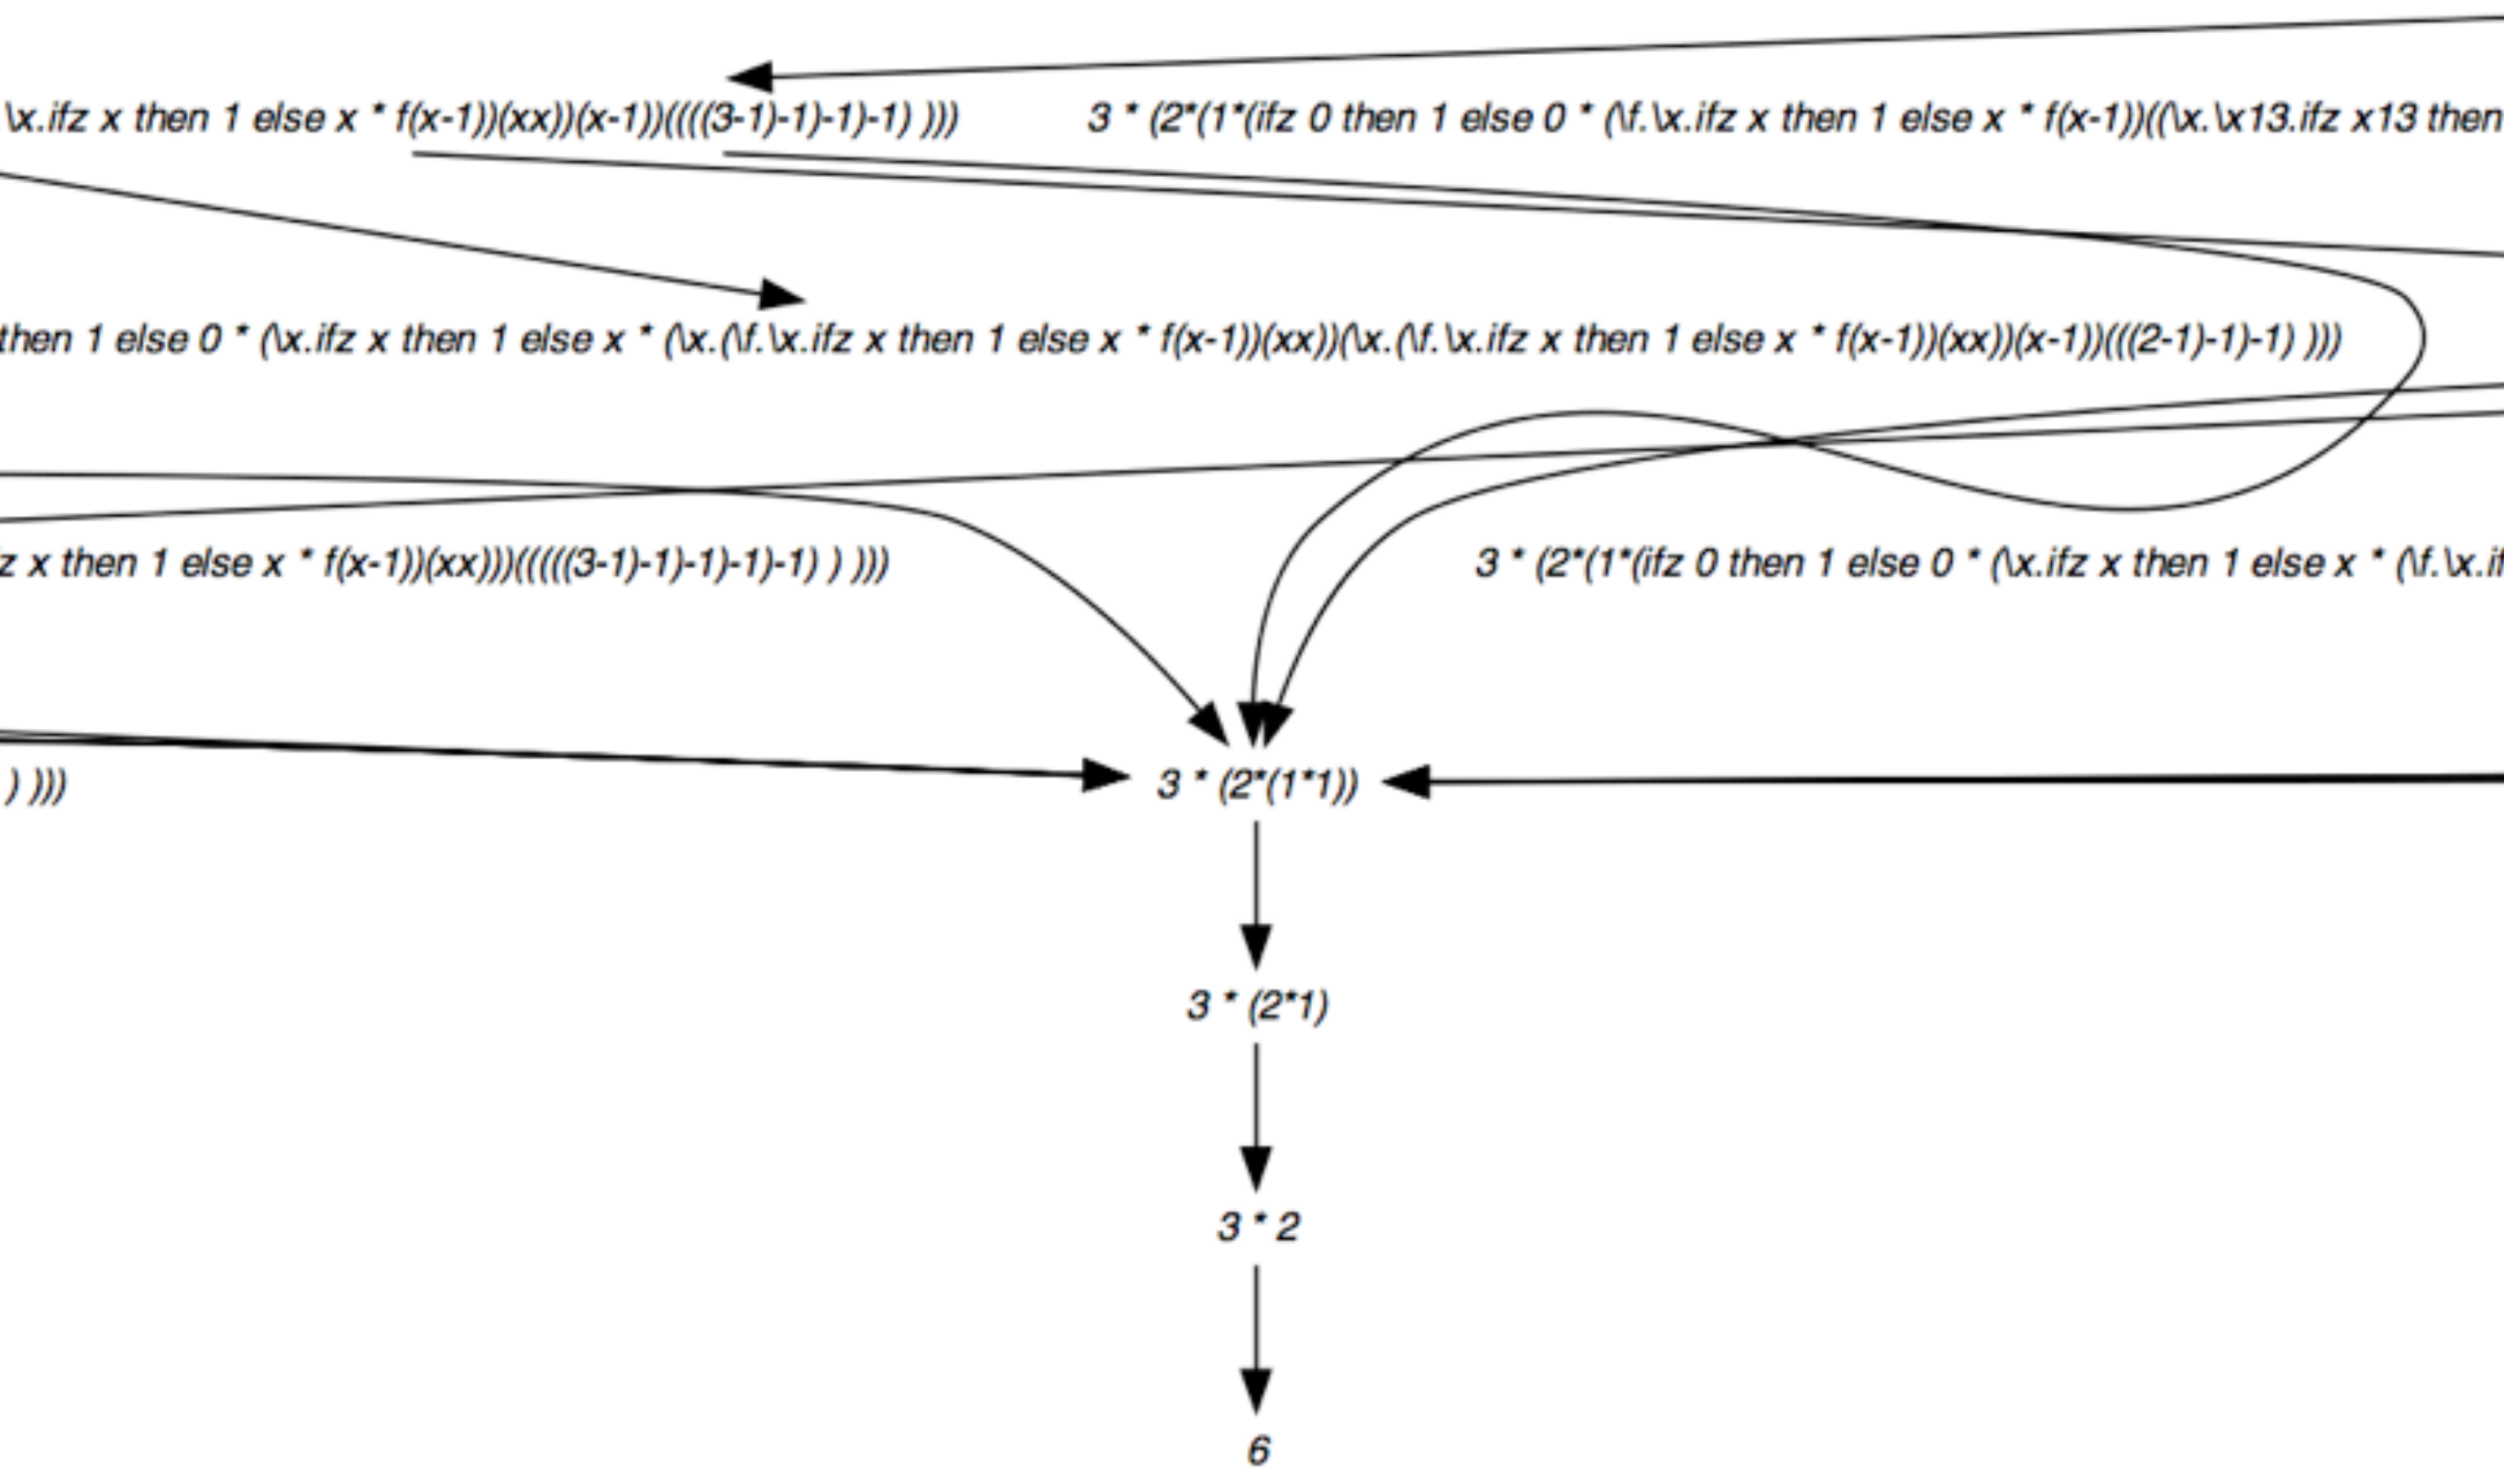 \x.ifz x then 1 else x * f(x-1))(xx))(x-1))((((3-1)-1)-1)-1) )))
3 * (2*(1*(ifz 0 then 1 else 0 * (\f.\x.ifz x then 1 else x * f(x-1))((\x.\x13.ifz x13 then
then 1 else 0 * (\x.ifz x then 1 else x * (\x.(\f.\x.ifz x then 1 else x * f(x-1))(xx))(\x.(\f.\x.ifz x then 1 else x * f(x-1))(xx))(x-1))(((2-1)-1)-1) )))
z x then 1 else x * f(x-1))(xx)))(((((3-1)-1)-1)-1)-1) ) )))
3 * (2*(1*(ifz 0 then 1 else 0 * (\x.ifz x then 1 else x * (\f.\x.if
) )))
3 * (2*(1*1))
3 * (2*1)
3 * 2
6